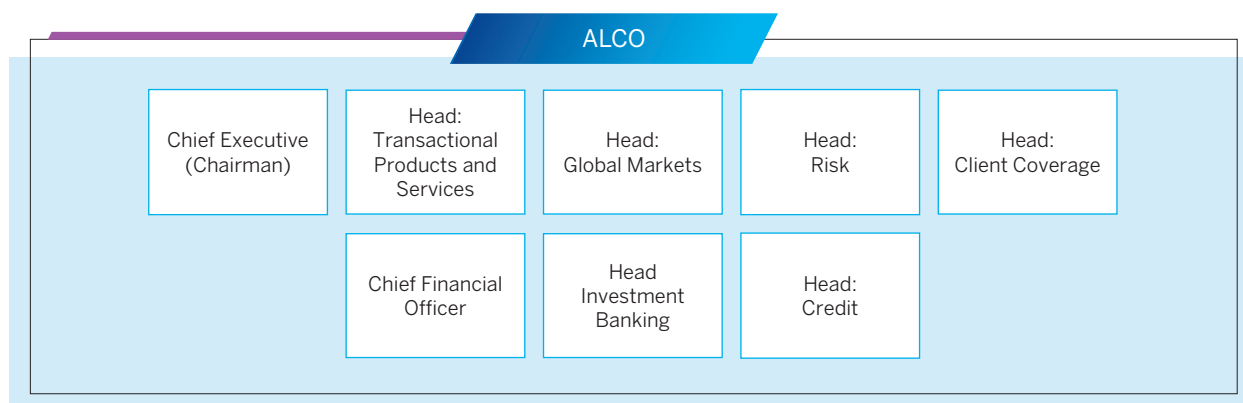 ALCO
Chief Executive
(Chairman)
Head:
Transactional
Products and
Services
Head:
Global Markets
Head:
Risk
Head:
Client Coverage
Chief Financial
Officer
Head
Investment
Banking
Head:
Credit